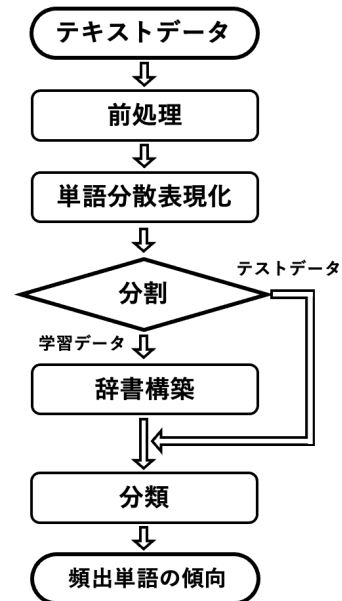 テキストデータ
前処理
単語分散表現化
分割
テストデータ
学習データ
辞書構築
分類
頻出単語の傾向